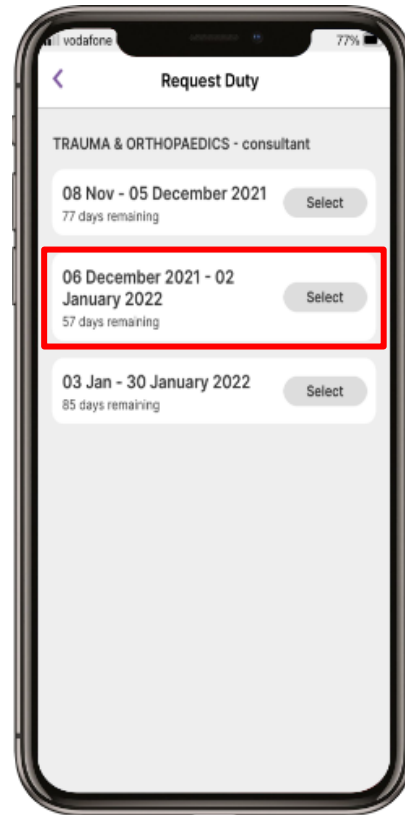 vodafone 77%
Request Duty
TRAUMA & ORTHOPAEDICS - consultant
08 Nov - 05 December 2021
77 days remaining
Select
06 December 2021 - 02
January 2022
57 days remaining
Select
03 Jan - 30 January 2022
85 days remaining
Select